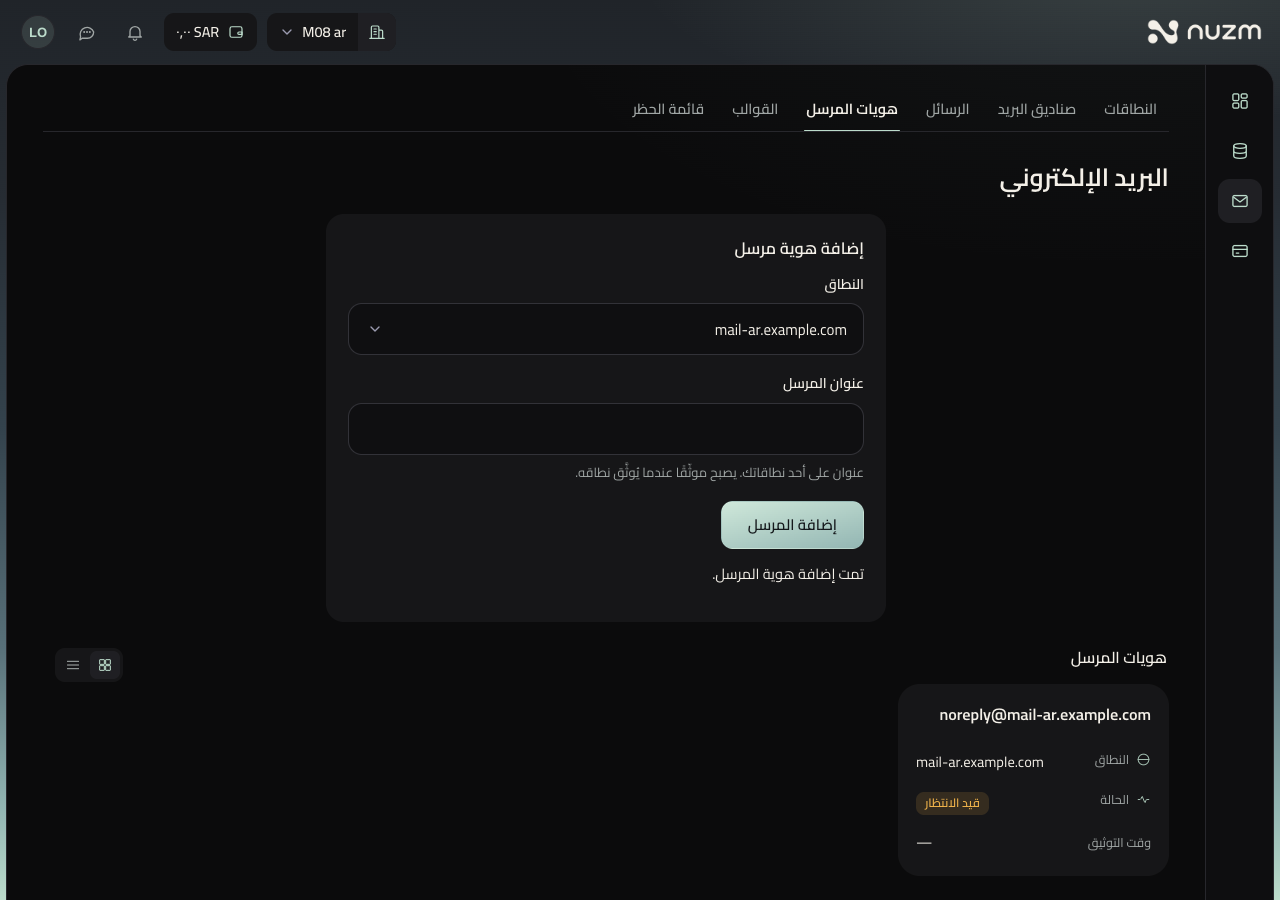 nuzm
M08 ar
٠٫٠٠ SAR
LO
النطاقات
صناديق البريد
الرسائل
هويات المرسل
القوالب
قائمة الحظر
البريد الإلكتروني
إضافة هوية مرسل
النطاق
mail-ar.example.com
عنوان المرسل
عنوان على أحد نطاقاتك. يصبح موثّقًا عندما يُوثَّق نطاقه.
إضافة المرسل
تمت إضافة هوية المرسل.
هويات المرسل
noreply@mail-ar.example.com
النطاق mail-ar.example.com
الحالة قيد الانتظار
وقت التوثيق —